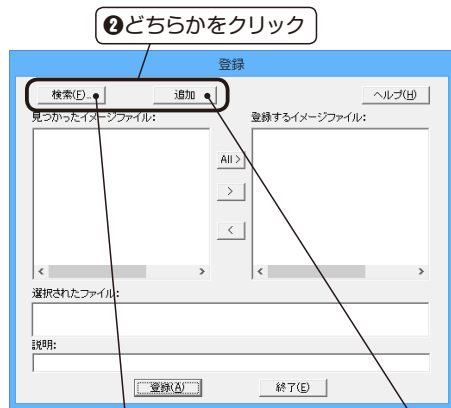 ❷どちらかをクリック
登録
検索(F)... 追加 ヘルプ(H)
見つかったイメージファイル: 登録するイメージファイル:
All >
>
<
< > < >
選択されたファイル:
説明:
登録(A) 終了(E)